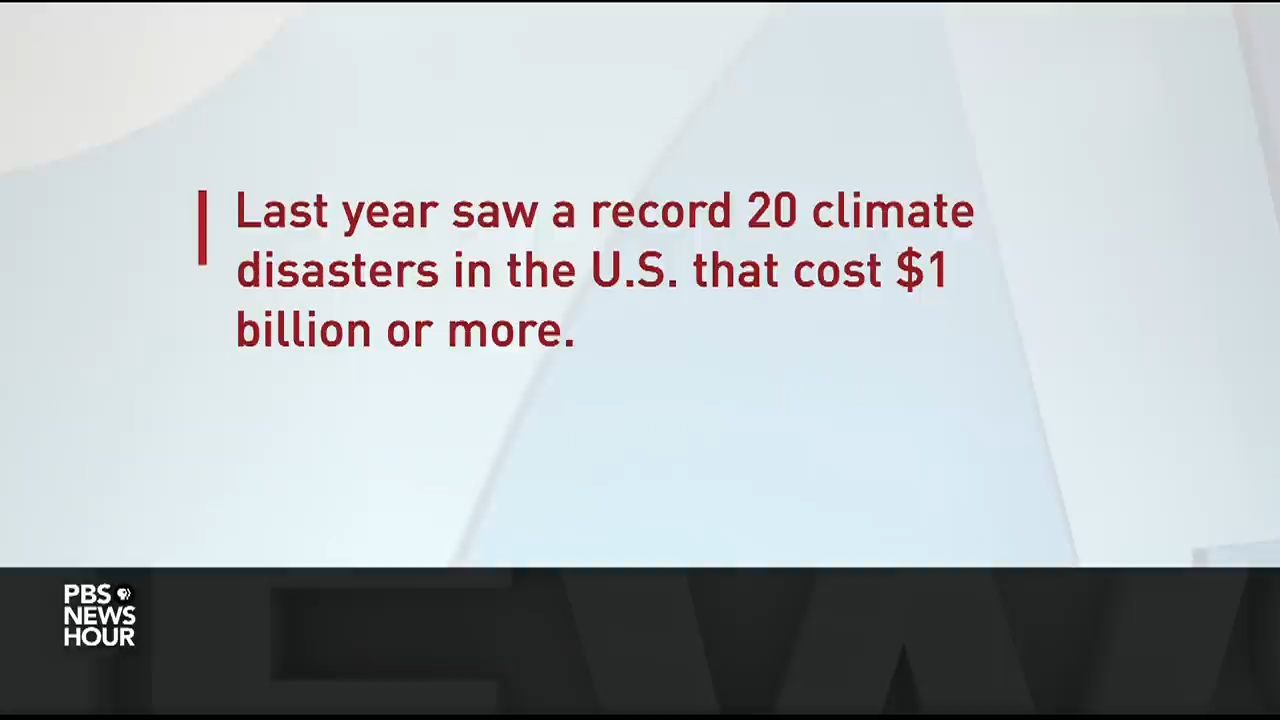 Last year saw a record 20 climate
disasters in the U.S. that cost $1
billion or more.
PBS
NEWS
HOUR